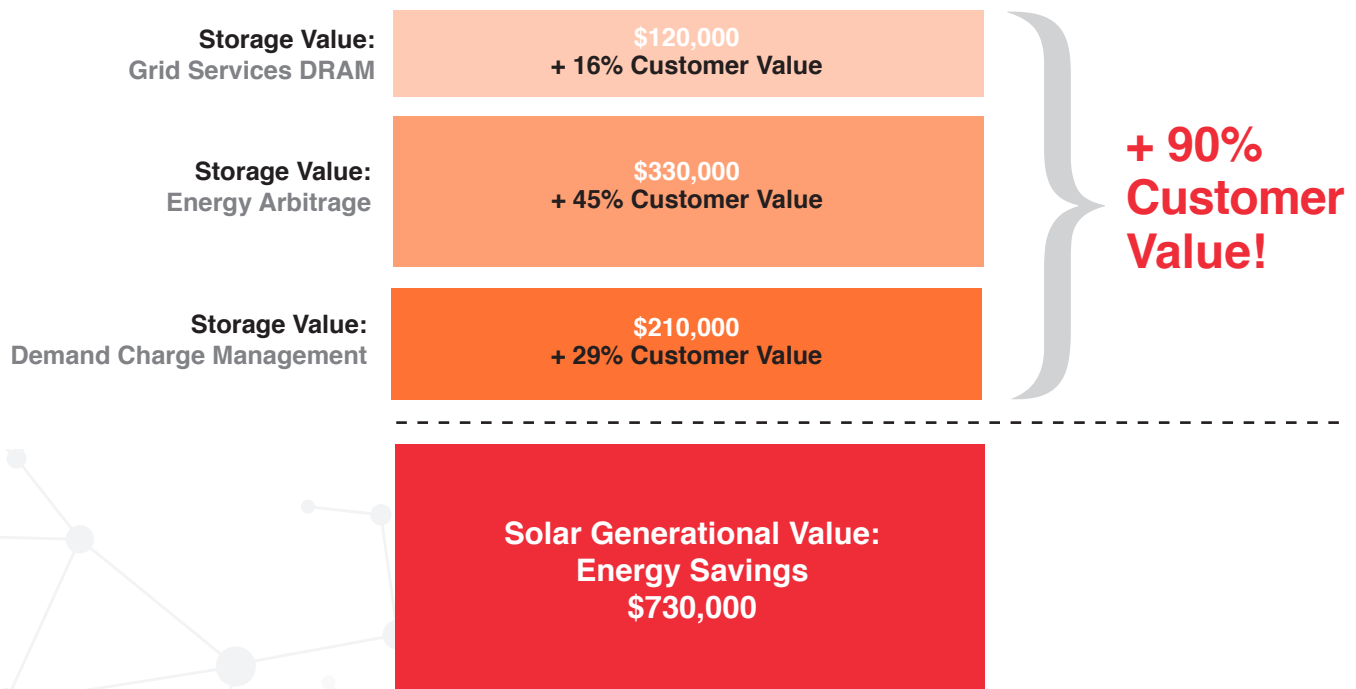 Storage Value:
Grid Services DRAM
$120,000
+ 16% Customer Value
Storage Value:
Energy Arbitrage
$330,000
+ 45% Customer Value
Storage Value:
Demand Charge Management
$210,000
+ 29% Customer Value
+ 90%
Customer
Value!
Solar Generational Value:
Energy Savings
$730,000